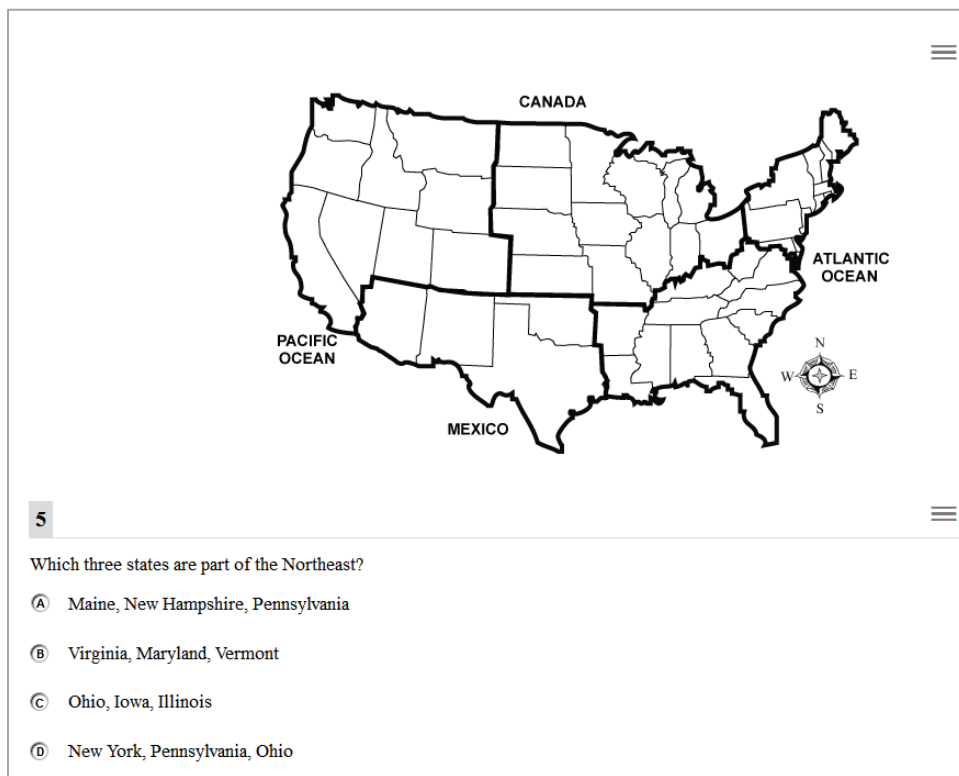 CANADA
ATLANTIC
OCEAN
PACIFIC
OCEAN
N
W
E
S
MEXICO
5
Which three states are part of the Northeast?
A Maine, New Hampshire, Pennsylvania
B Virginia, Maryland, Vermont
C Ohio, Iowa, Illinois
D New York, Pennsylvania, Ohio